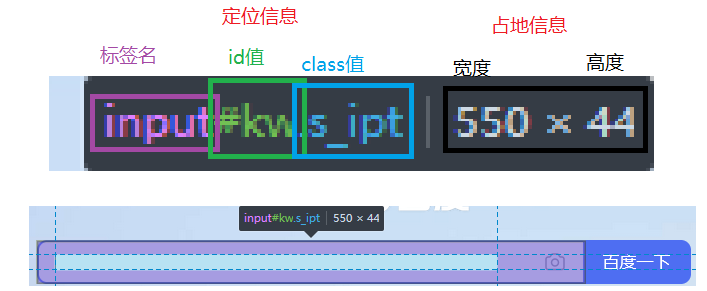 定位信息
占地信息
标签名
id值
class值
宽度
高度
input#kw.s_ipt
550 × 44
input#kw.s_ipt
550 × 44
百度一下